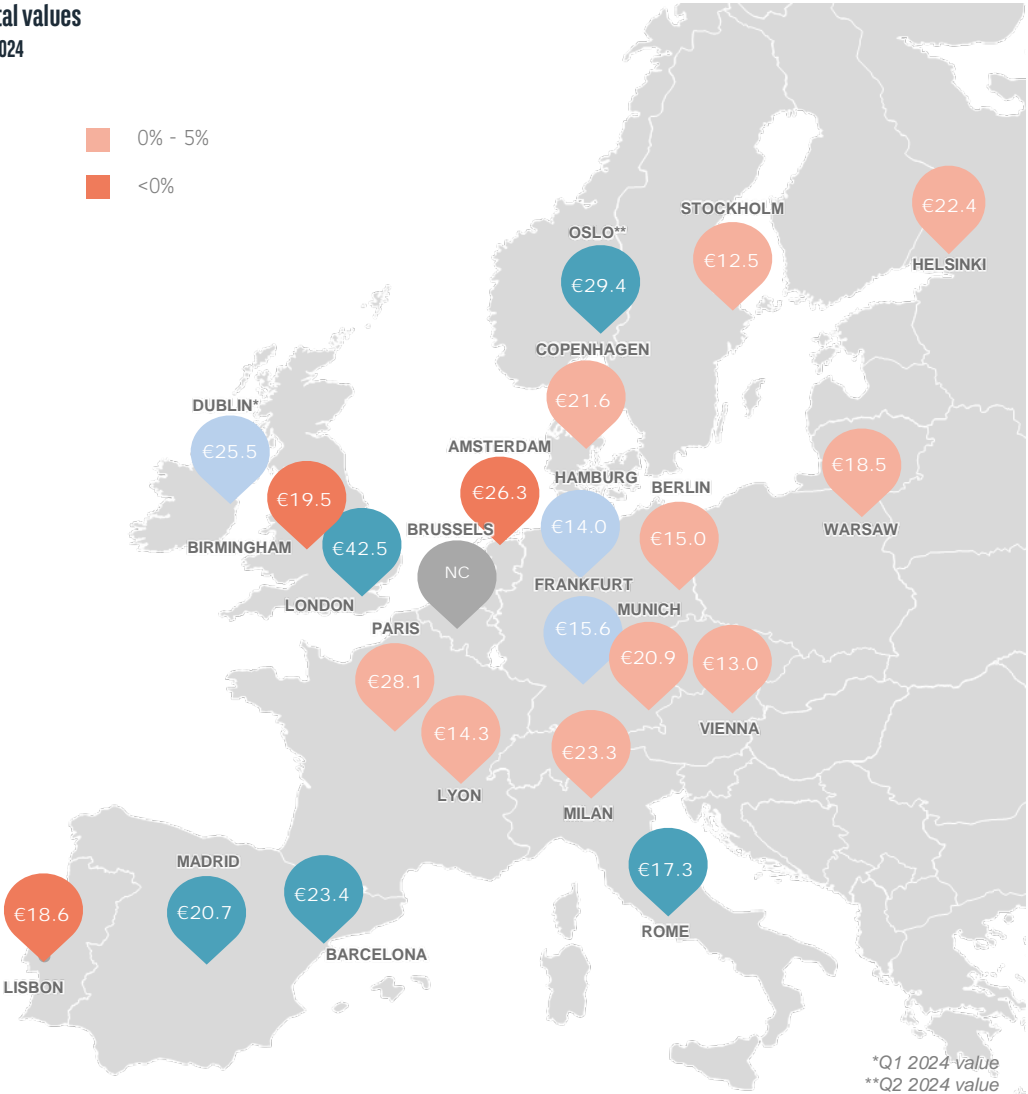 tal values
024
0% - 5%
<0%
STOCKHOLM
€22.4
OSLO**
€12.5
HELSINKI
€29.4
COPENHAGEN
€21.6
DUBLIN*
€25.5
AMSTERDAM
€18.5
HAMBURG
BERLIN
€19.5
€26.3
€14.0
BRUSSELS
WARSAW
€15.0
BIRMINGHAM
€42.5
NC
FRANKFURT
LONDON
MUNICH
PARIS
€15.6
€20.9
€13.0
€28.1
€14.3
VIENNA
€23.3
LYON
MILAN
MADRID
€17.3
€23.4
€18.6
€20.7
ROME
BARCELONA
LISBON
*Q1 2024 value
**Q2 2024 value